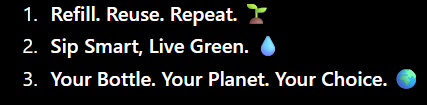 1. Refill. Reuse. Repeat. 🌱
2. Sip Smart, Live Green. 💧
3. Your Bottle. Your Planet. Your Choice. 🌍